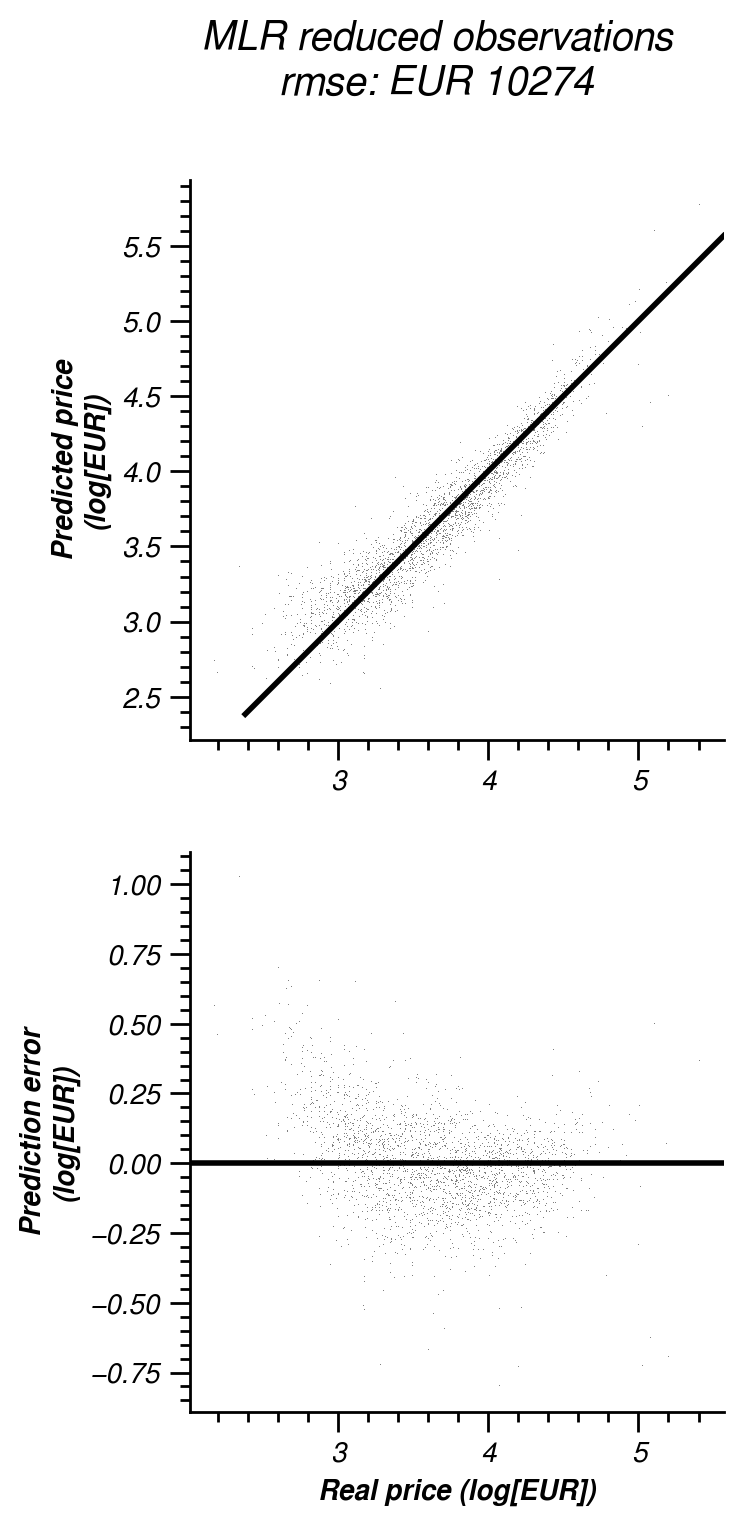 MLR reduced observations
rmse: EUR 10274
Predicted price
(log[EUR])
5.5
5.0
4.5
4.0
3.5
3.0
2.5
3 4 5
Prediction error
(log[EUR])
1.00
0.75
0.50
0.25
0.00
−0.25
−0.50
−0.75
3 4 5
Real price (log[EUR])